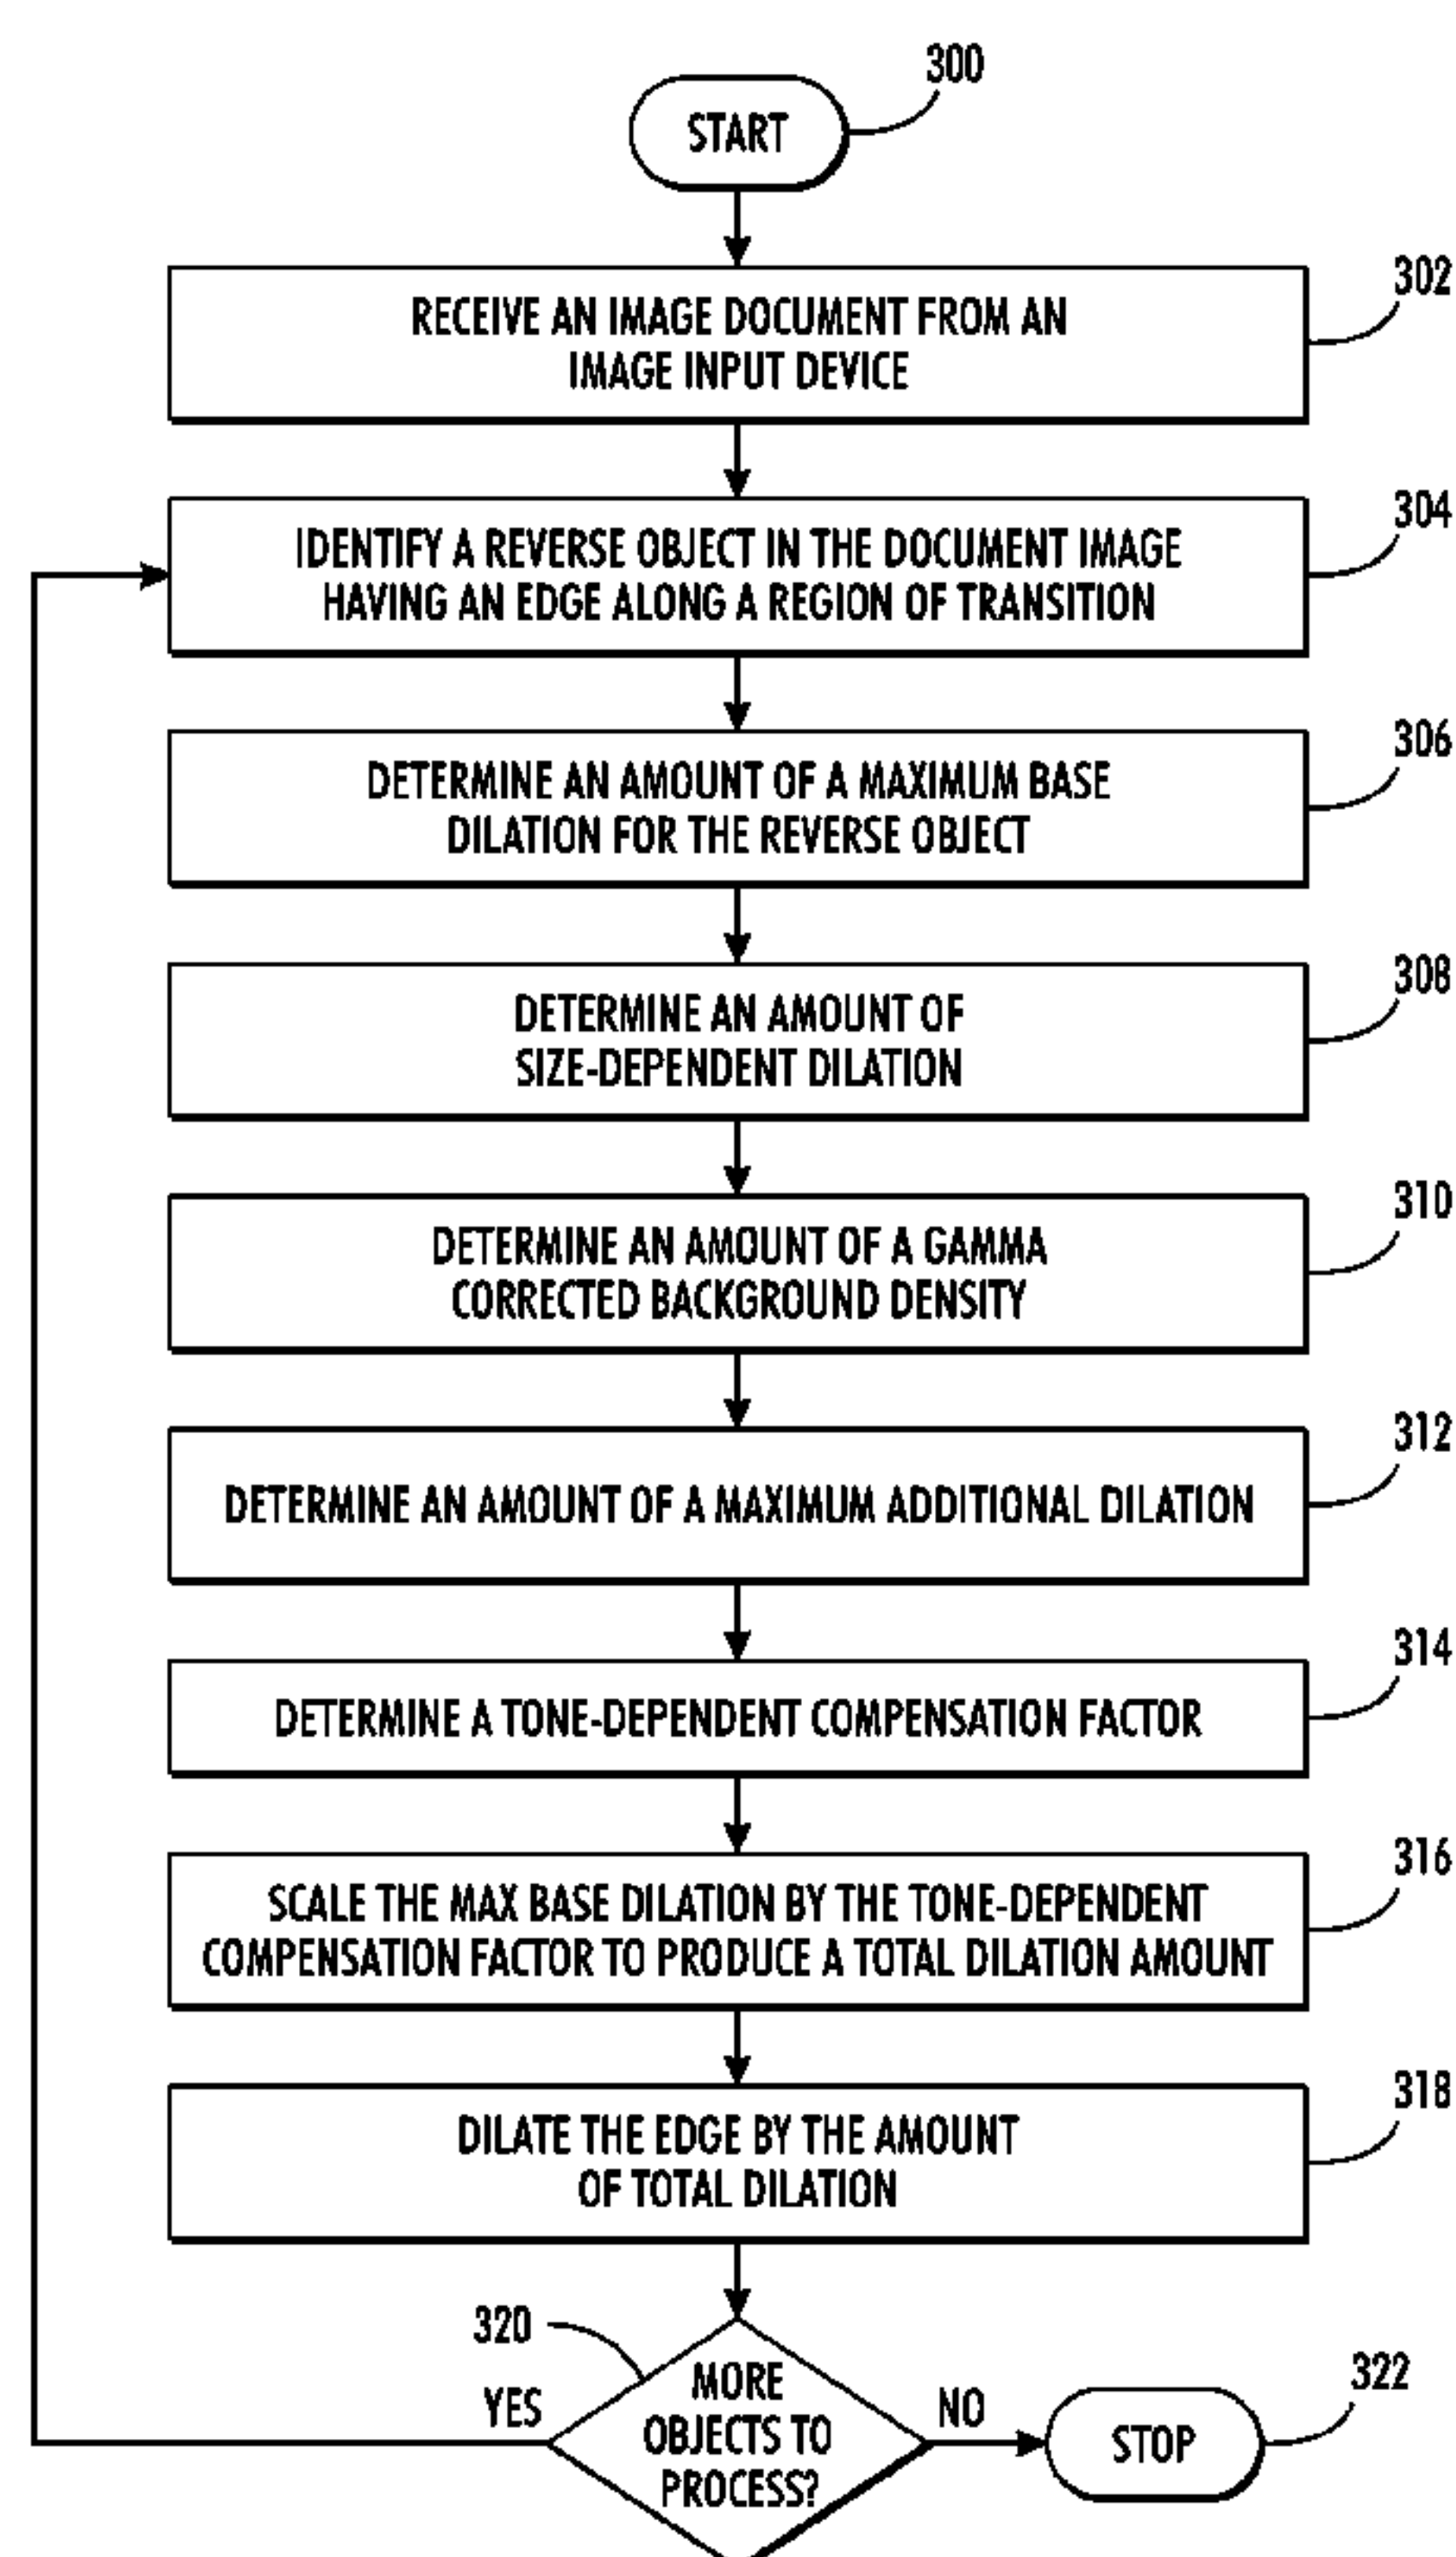 300
START
302
RECEIVE AN IMAGE DOCUMENT FROM AN
IMAGE INPUT DEVICE
304
IDENTIFY A REVERSE OBJECT IN THE DOCUMENT IMAGE
HAVING AN EDGE ALONG A REGION OF TRANSITION
306
DETERMINE AN AMOUNT OF A MAXIMUM BASE
DILATION FOR THE REVERSE OBJECT
308
DETERMINE AN AMOUNT OF
SIZE-DEPENDENT DILATION
310
DETERMINE AN AMOUNT OF A GAMMA
CORRECTED BACKGROUND DENSITY
312
DETERMINE AN AMOUNT OF A MAXIMUM ADDITIONAL DILATION
314
DETERMINE A TONE-DEPENDENT COMPENSATION FACTOR
316
SCALE THE MAX BASE DILATION BY THE TONE-DEPENDENT
COMPENSATION FACTOR TO PRODUCE A TOTAL DILATION AMOUNT
318
DILATE THE EDGE BY THE AMOUNT
OF TOTAL DILATION
320
MORE
OBJECTS TO
PROCESS?
YES
NO
322
STOP